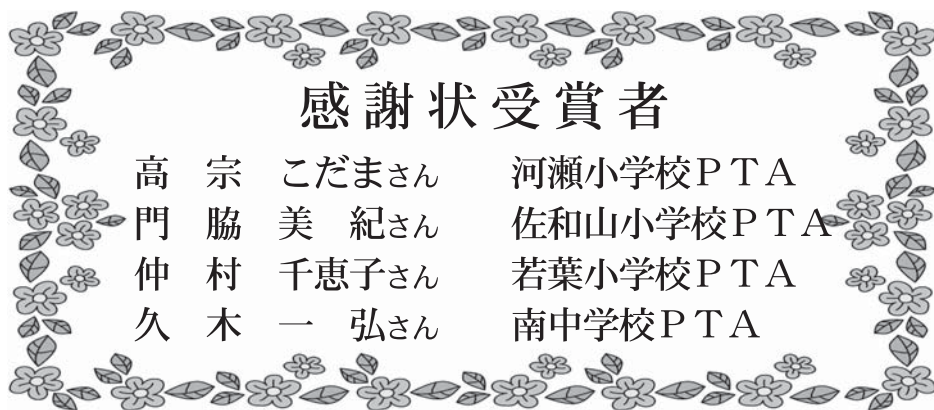 感謝状受賞者
高　宗　こだまさん　　河瀬小学校ＰＴＡ
門　脇　美　紀さん　　佐和山小学校ＰＴＡ
仲　村　千恵子さん　　若葉小学校ＰＴＡ
久　木　一　弘さん　　南中学校ＰＴＡ